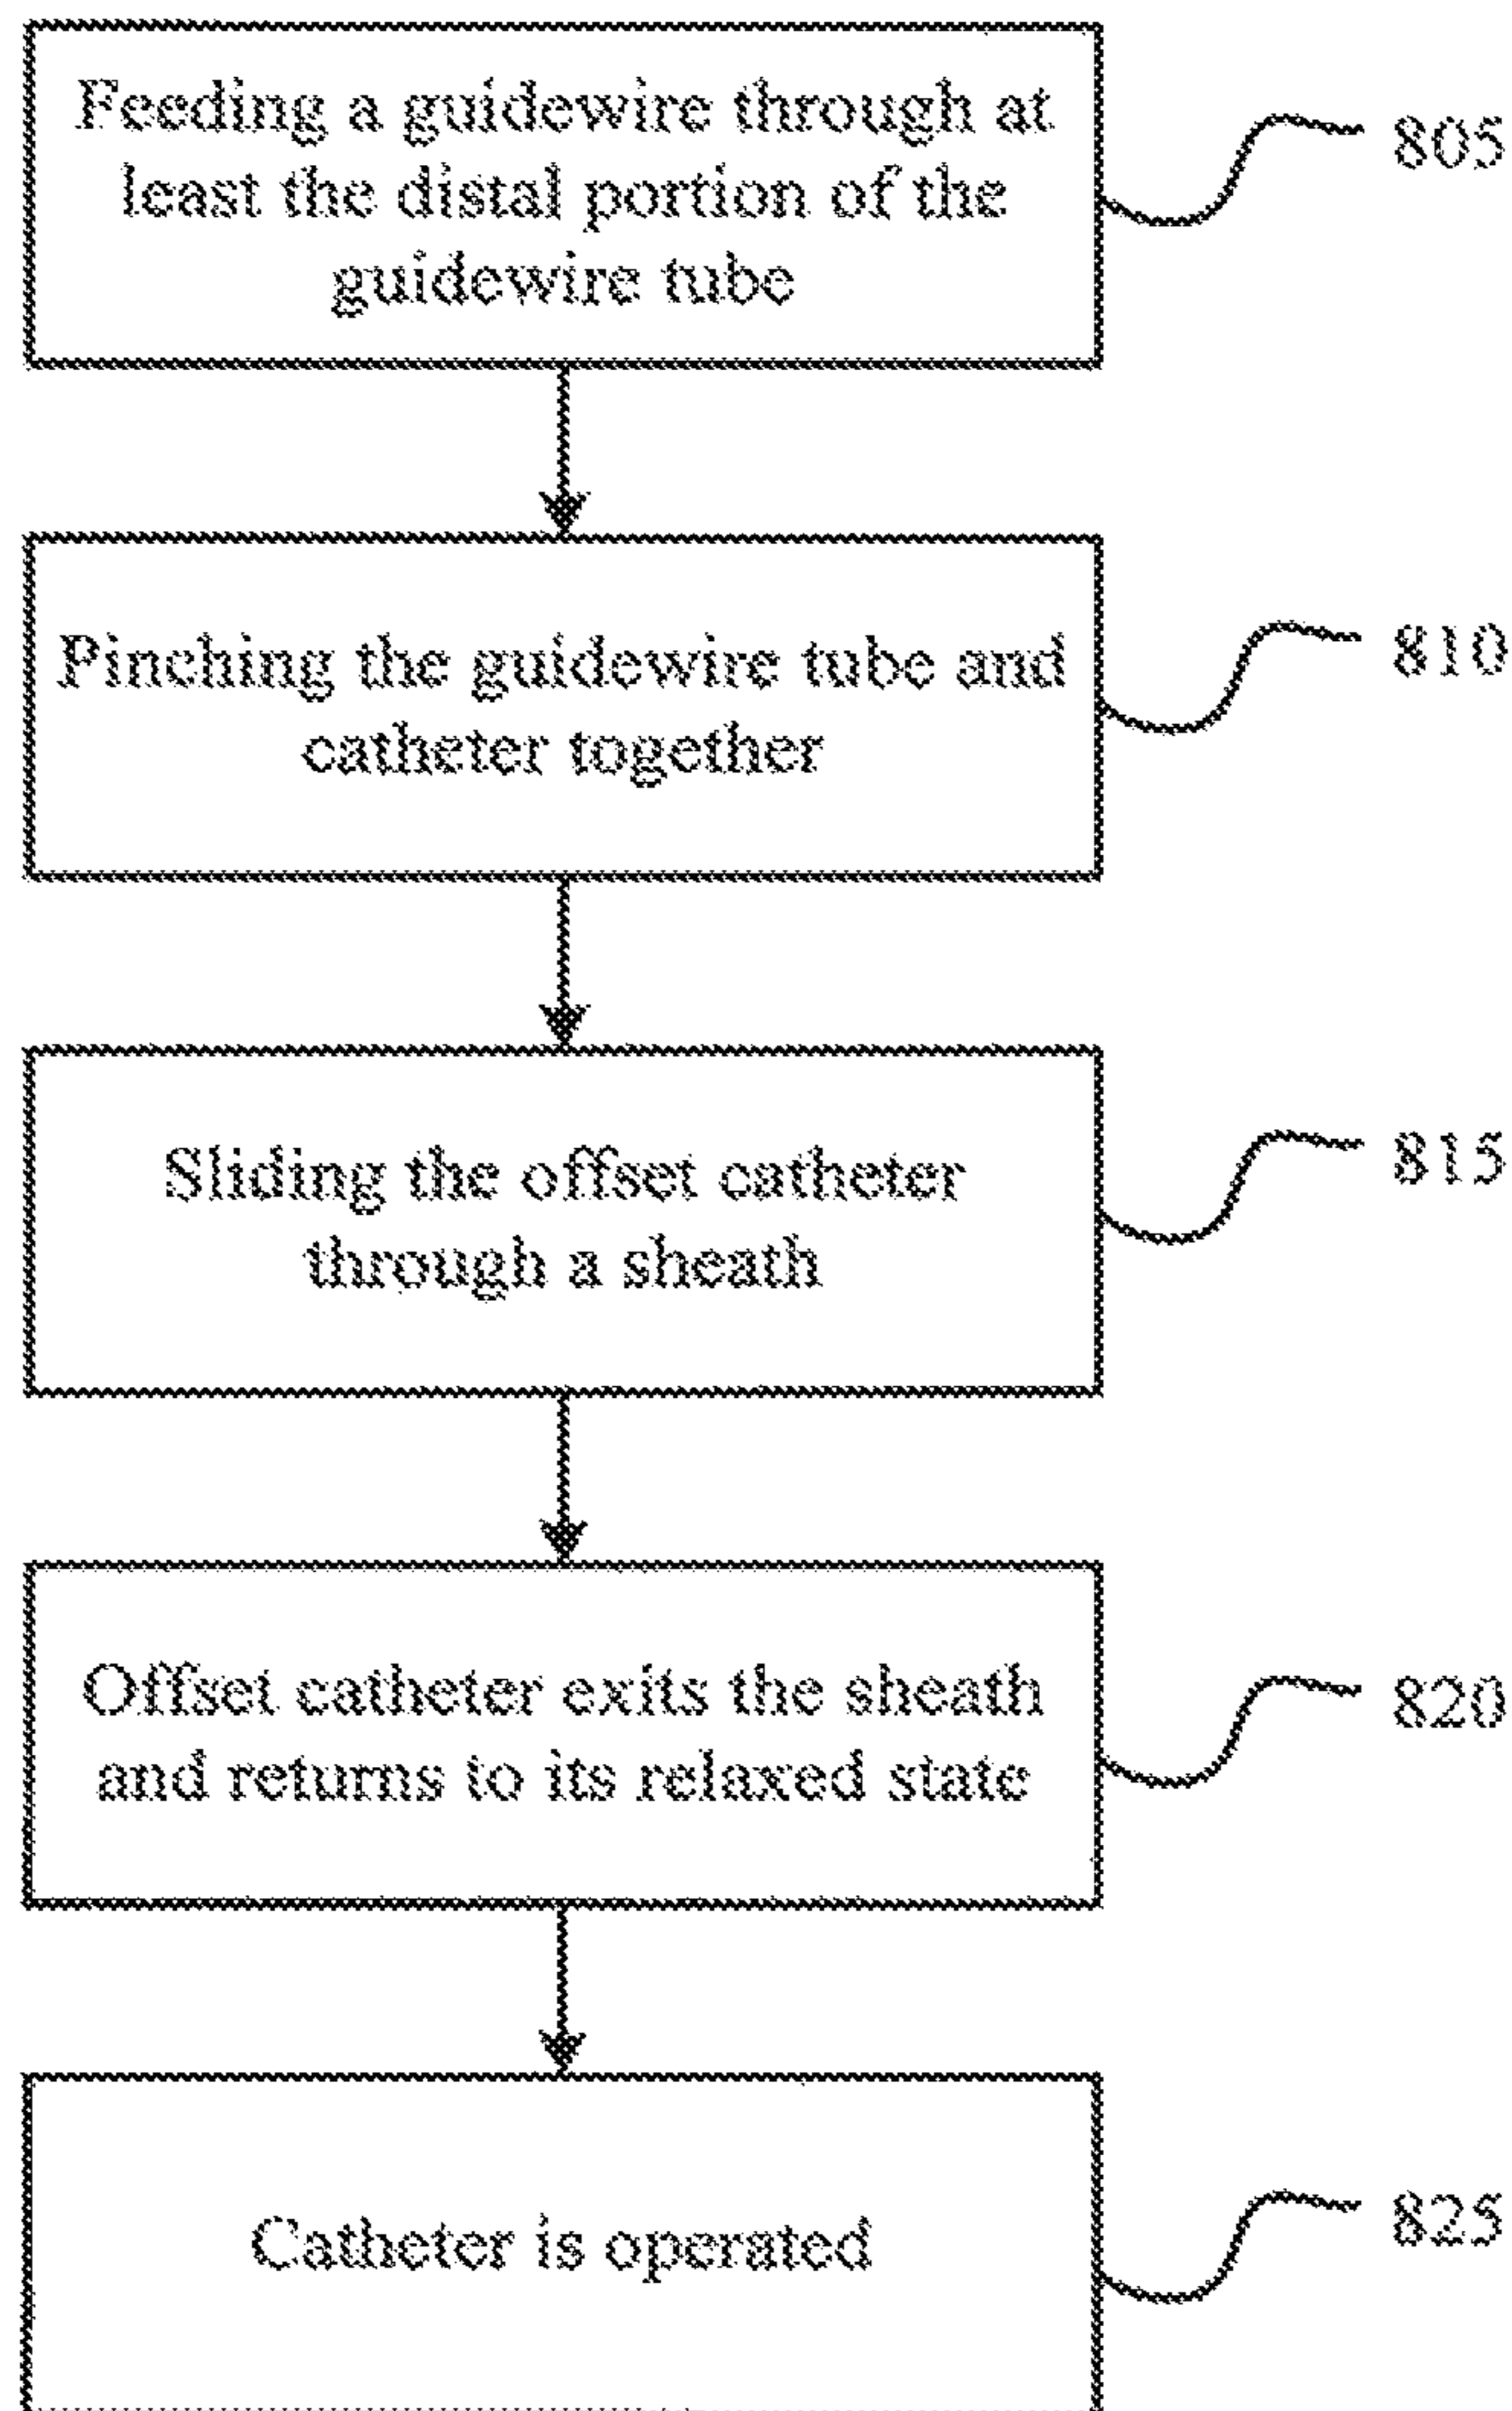 Feeding a guidewire through at
least the distal portion of the
guidewire tube
805
Pinching the guidewire tube and
catheter together
810
Sliding the offset catheter
through a sheath
815
Offset catheter exits the sheath
and returns to its relaxed state
820
Catheter is operated
825